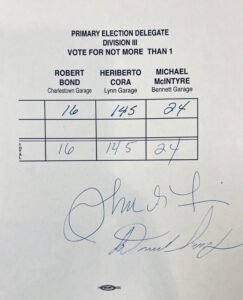 PRIMARY ELECTION DELEGATE
DIVISION III
VOTE FOR NOT MORE THAN 1
ROBERT BOND Charlestown Garage
HERIBERTO CORA Lynn Garage
MICHAEL McINTYRE Bennett Garage
16 145 24
16 145 24